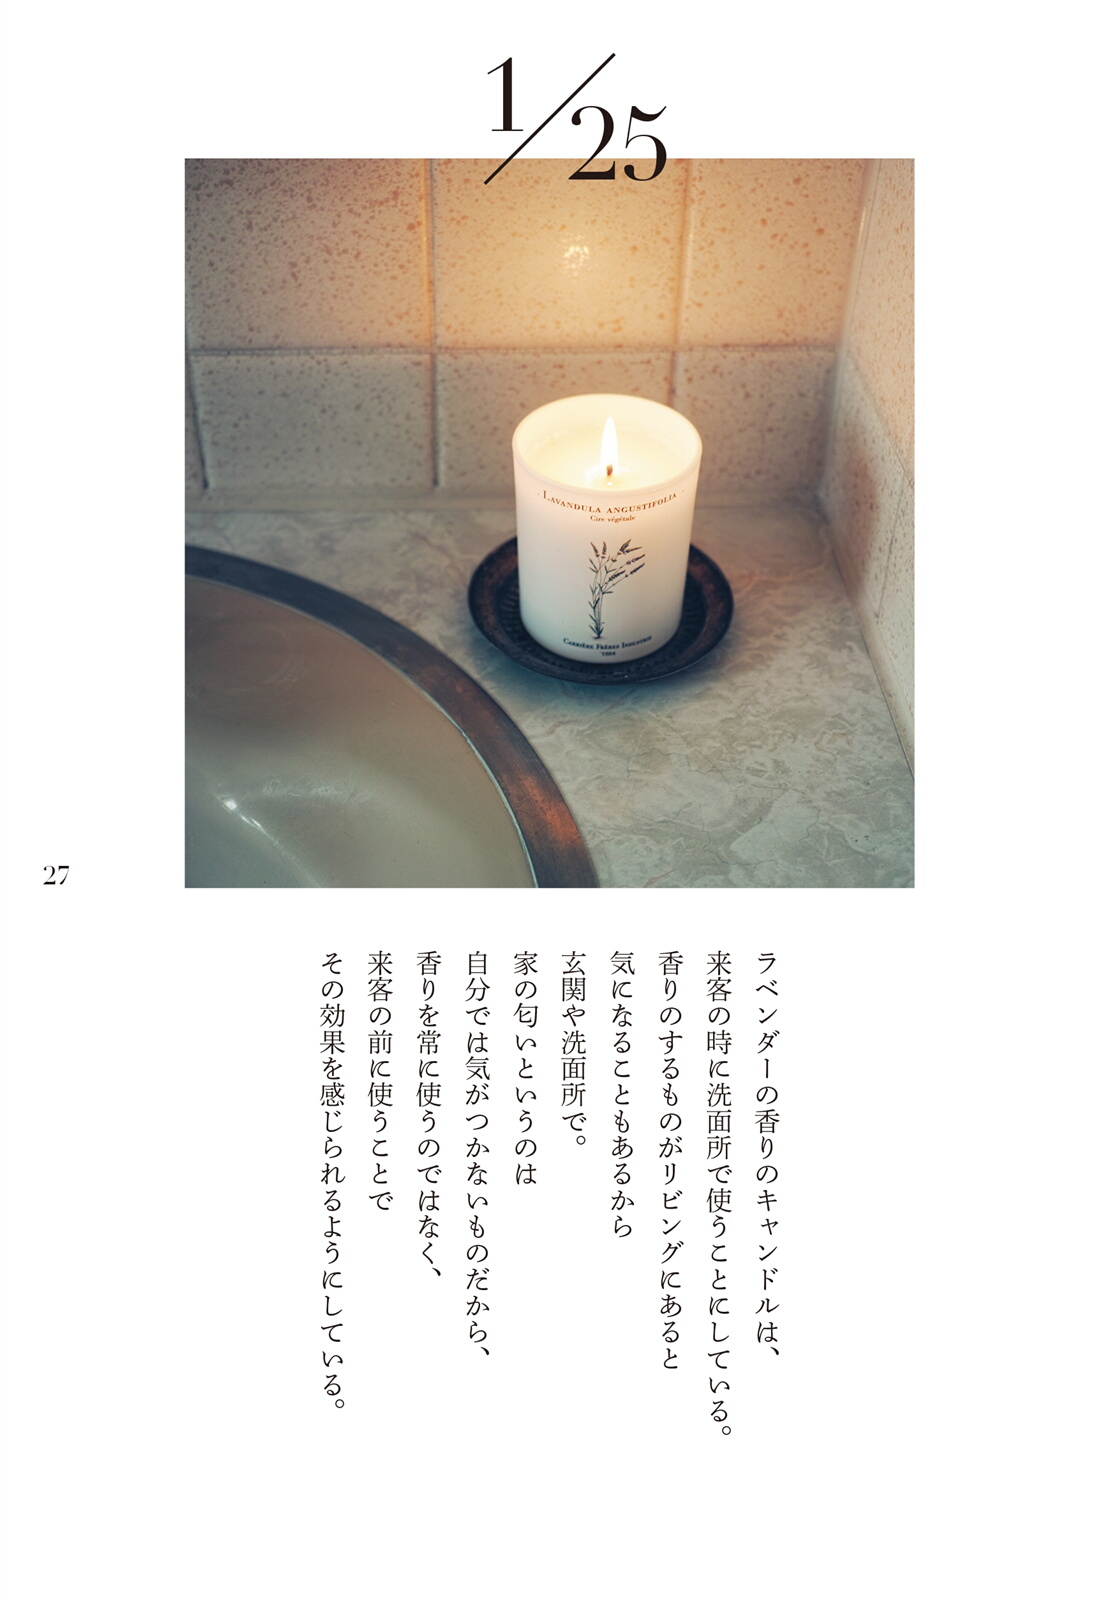 1/25
LAVANDULA ANGUSTIFOLIA
Cire végétale
CARRIÈRE FRÈRES INDUSTRIE
1884
27
ラベンダーの香りのキャンドルは、
来客の時に洗面所で使うことにしている。
香りのするものがリビングにあると
気になることもあるから
玄関や洗面所で。
家の匂いというのは
自分では気がつかないものだから、
香りを常に使うのではなく、
来客の前に使うことで
その効果を感じられるようにしている。